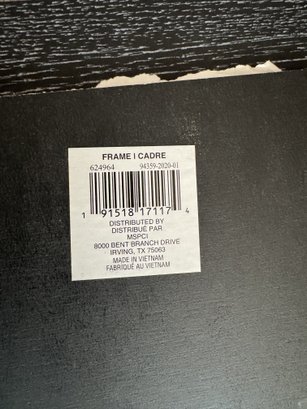 FRAME | CADRE
624964 94359-2020-01
1 91518 17117 4
DISTRIBUTED BY
DISTRIBUÉ PAR
MSPCI
8000 BENT BRANCH DRIVE
IRVING, TX 75063
MADE IN VIETNAM
FABRIQUÉ AU VIETNAM